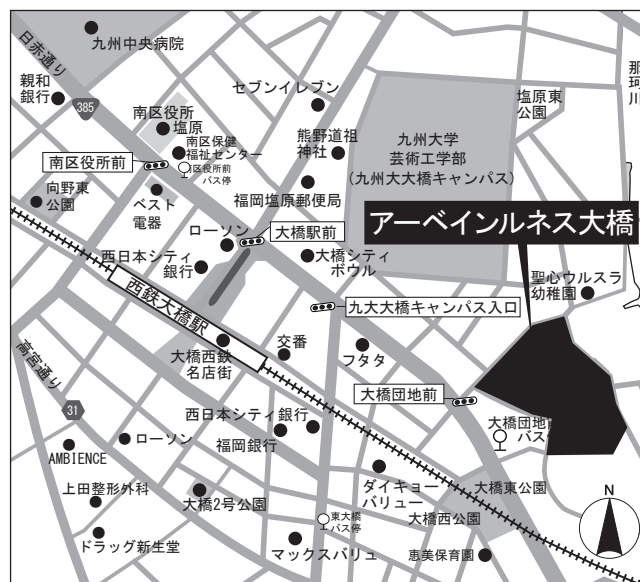 九州中央病院
日赤通り
親和
銀行
385
南区役所
塩原
南区保健
福祉センター
区役所前
バス停
南区役所前
向野東
公園
ベスト
電器
セブンイレブン
熊野道祖
神社
福岡塩原郵便局
九州大学
芸術工学部
(九州大大橋キャンパス)
塩原東
公園
那珂川
アーベインルネス大橋
聖心ウルスラ
幼稚園
ローソン
大橋駅前
西日本シティ
銀行
大橋シティ
ボウル
西鉄大橋駅
九大大橋キャンパス入口
大橋西鉄
名店街
交番
フタタ
大橋団地前
大橋団地前
バス停
高宮通り
31
西日本シティ銀行
福岡銀行
ローソン
AMBIENCE
上田整形外科
大橋2号公園
ドラッグ新生堂
ダイキョー
バリュー
東大橋
バス停
マックスバリュ
大橋東公園
大橋西公園
恵美保育園
N